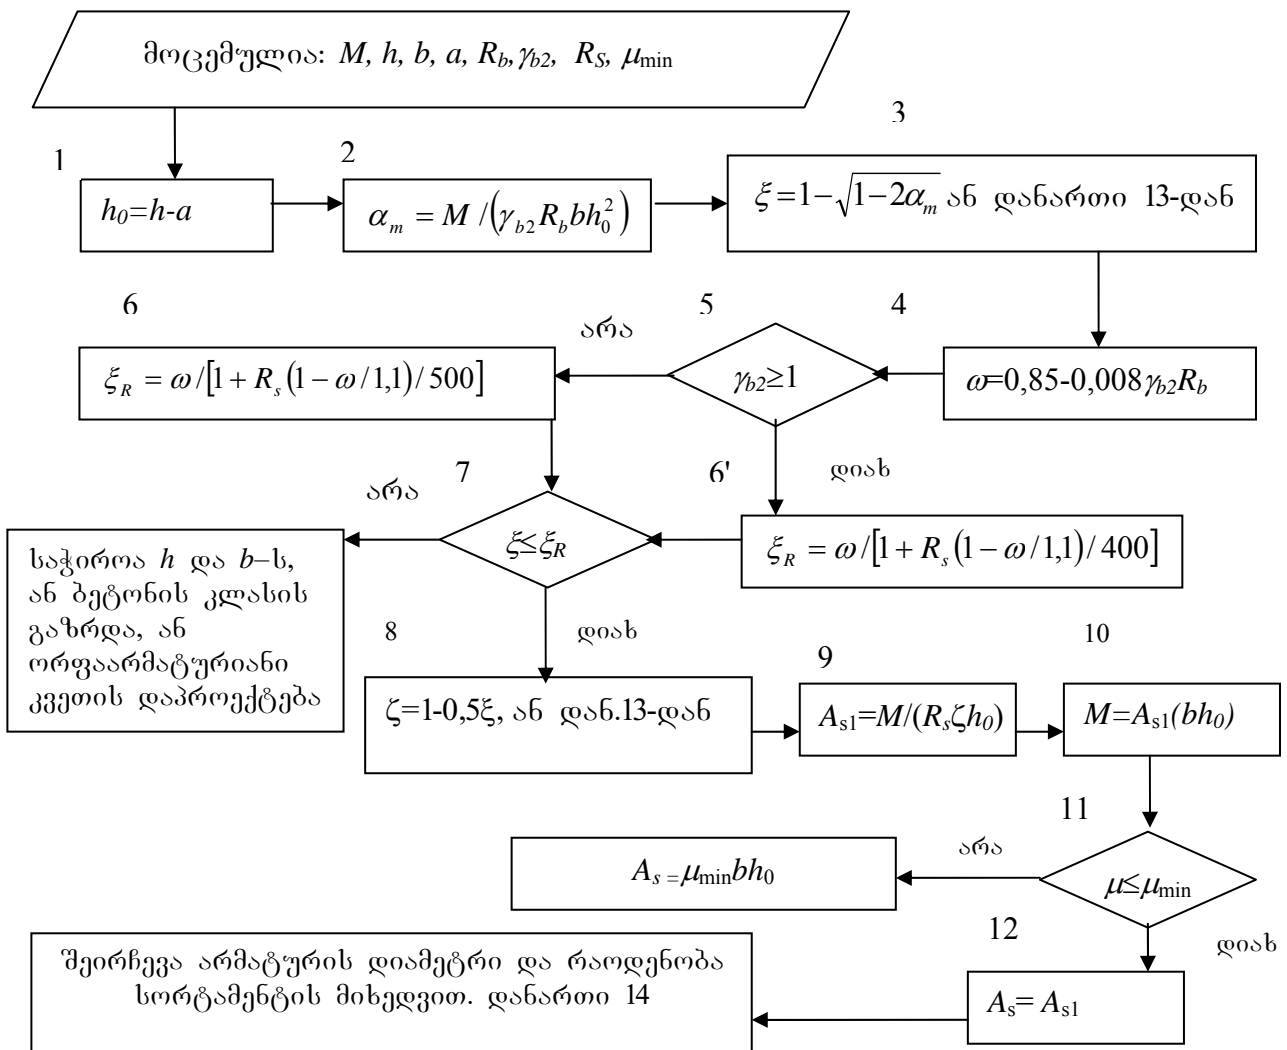 მოცემულია: M, h, b, a, R_b, γ_b2, R_S, μ_min
1
h_0=h-a
2
α_m = M /(γ_b2 R_b b h_0^2)
3
ξ =1−√(1−2α_m) ან დანართი 13-დან
4
ω=0,85-0,008γ_b2R_b
5
γ_b2≥1
არა
6
ξ_R = ω/[1 + R_s (1 − ω/1,1)/ 500]
დიახ
6'
ξ_R = ω/[1 + R_s (1 − ω/1,1)/ 400]
7
ξ≤ξ_R
არა
საჭიროა h და b–ს,
ან ბეტონის კლასის
გაზრდა, ან
ორფაარმატურიანი
კვეთის დაპროექტება
დიახ
8
ζ=1-0,5ξ, ან დან.13-დან
9
A_s1=M/(R_sζh_0)
10
M=A_s1(bh_0)
11
μ≤μ_min
არა
A_s =μ_minbh_0
დიახ
12
A_s= A_s1
შეირჩევა არმატურის დიამეტრი და რაოდენობა
სორტამენტის მიხედვით. დანართი 14